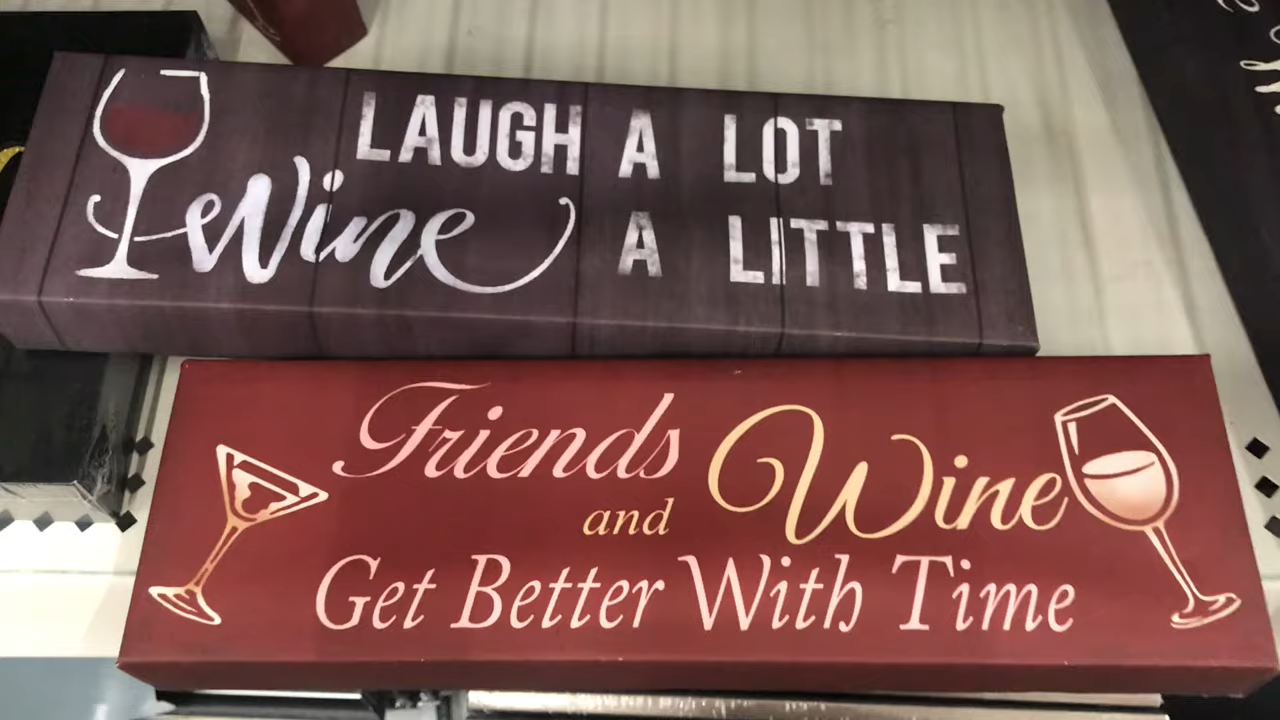 LAUGH A LOT
Wine A LITTLE
Friends
and Wine
Get Better With Time